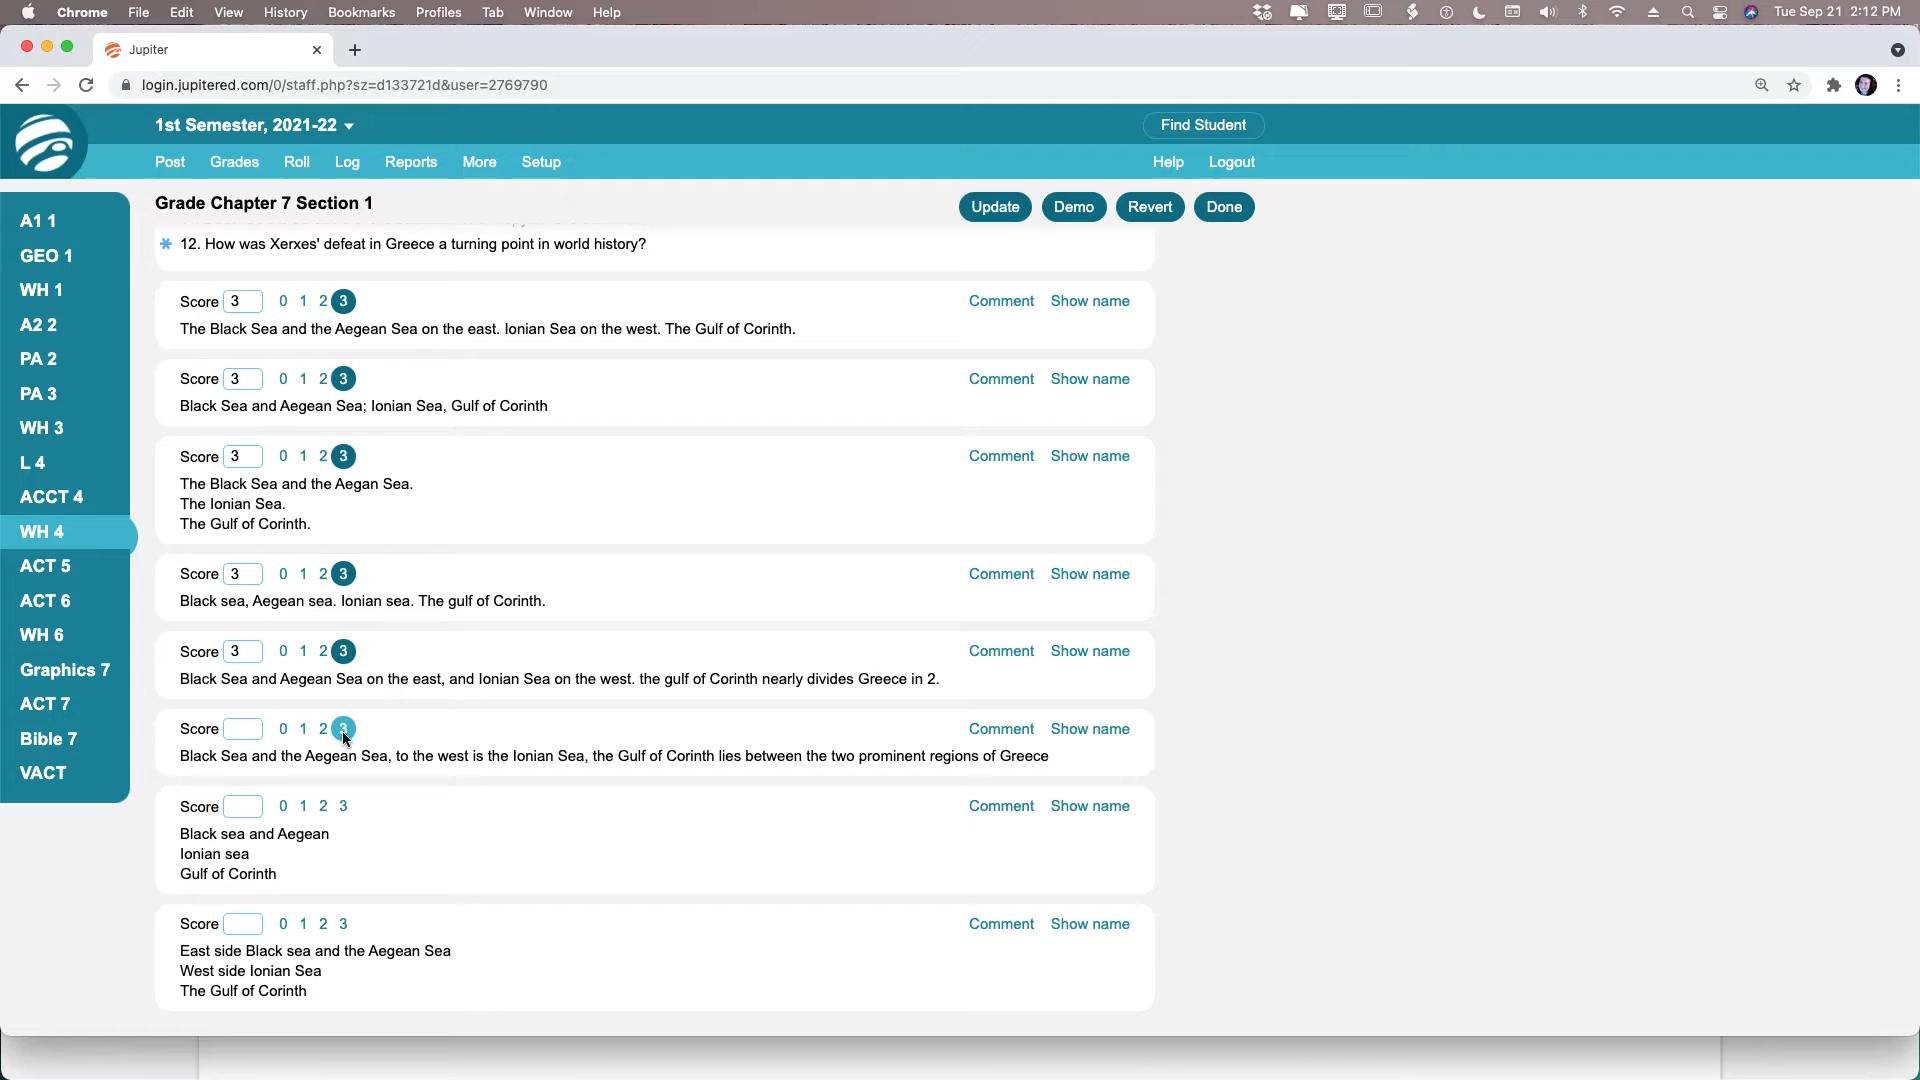 Chrome File Edit View History Bookmarks Profiles Tab Window Help Tue Sep 21 2:12 PM
Jupiter
login.jupitered.com/0/staff.php?sz=d133721d&user=2769790
1st Semester, 2021-22 Find Student
Post Grades Roll Log Reports More Setup Help Logout
Grade Chapter 7 Section 1 Update Demo Revert Done
A1 1
GEO 1
WH 1
A2 2
PA 2
PA 3
WH 3
L 4
ACCT 4
WH 4
ACT 5
ACT 6
WH 6
Graphics 7
ACT 7
Bible 7
VACT
* 12. How was Xerxes' defeat in Greece a turning point in world history?
Score 3 0 1 2 3 Comment Show name
The Black Sea and the Aegean Sea on the east. Ionian Sea on the west. The Gulf of Corinth.
Score 3 0 1 2 3 Comment Show name
Black Sea and Aegean Sea; Ionian Sea, Gulf of Corinth
Score 3 0 1 2 3 Comment Show name
The Black Sea and the Aegan Sea.
The Ionian Sea.
The Gulf of Corinth.
Score 3 0 1 2 3 Comment Show name
Black sea, Aegean sea. Ionian sea. The gulf of Corinth.
Score 3 0 1 2 3 Comment Show name
Black Sea and Aegean Sea on the east, and Ionian Sea on the west. the gulf of Corinth nearly divides Greece in 2.
Score 0 1 2 3 Comment Show name
Black Sea and the Aegean Sea, to the west is the Ionian Sea, the Gulf of Corinth lies between the two prominent regions of Greece
Score 0 1 2 3 Comment Show name
Black sea and Aegean
Ionian sea
Gulf of Corinth
Score 0 1 2 3 Comment Show name
East side Black sea and the Aegean Sea
West side Ionian Sea
The Gulf of Corinth